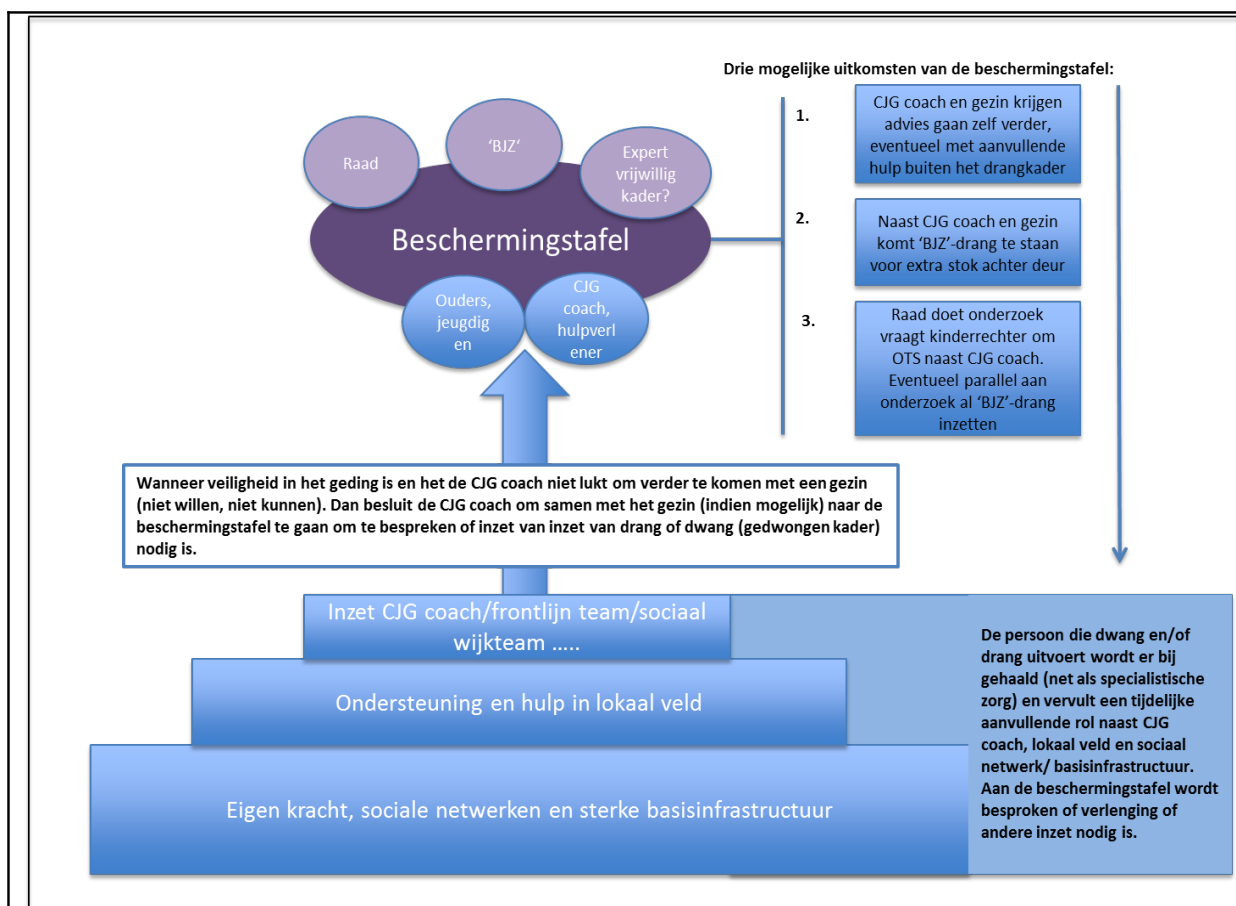 Drie mogelijke uitkomsten van de beschermingstafel:
Raad
'BJZ'
Expert
vrijwillig
kader?
Beschermingstafel
Ouders,
jeugdig
en
CJG
coach,
hulpverl
ener
1.
CJG coach en gezin krijgen
advies gaan zelf verder,
eventueel met aanvullende
hulp buiten het drangkader
2.
Naast CJG coach en gezin
komt 'BJZ'-drang te staan
voor extra stok achter deur
3.
Raad doet onderzoek
vraagt kinderrechter om
OTS naast CJG coach.
Eventueel parallel aan
onderzoek al 'BJZ'-drang
inzetten
Wanneer veiligheid in het geding is en het de CJG coach niet lukt om verder te komen met een gezin
(niet willen, niet kunnen). Dan besluit de CJG coach om samen met het gezin (indien mogelijk) naar de
beschermingstafel te gaan om te bespreken of inzet van inzet van drang of dwang (gedwongen kader)
nodig is.
Inzet CJG coach/frontlijn team/sociaal
wijkteam .....
Ondersteuning en hulp in lokaal veld
Eigen kracht, sociale netwerken en sterke basisinfrastructuur
De persoon die dwang en/of
drang uitvoert wordt er bij
gehaald (net als specialistische
zorg) en vervult een tijdelijke
aanvullende rol naast CJG
coach, lokaal veld en sociaal
netwerk/ basisinfrastructuur.
Aan de beschermingstafel wordt
besproken of verlenging of
andere inzet nodig is.